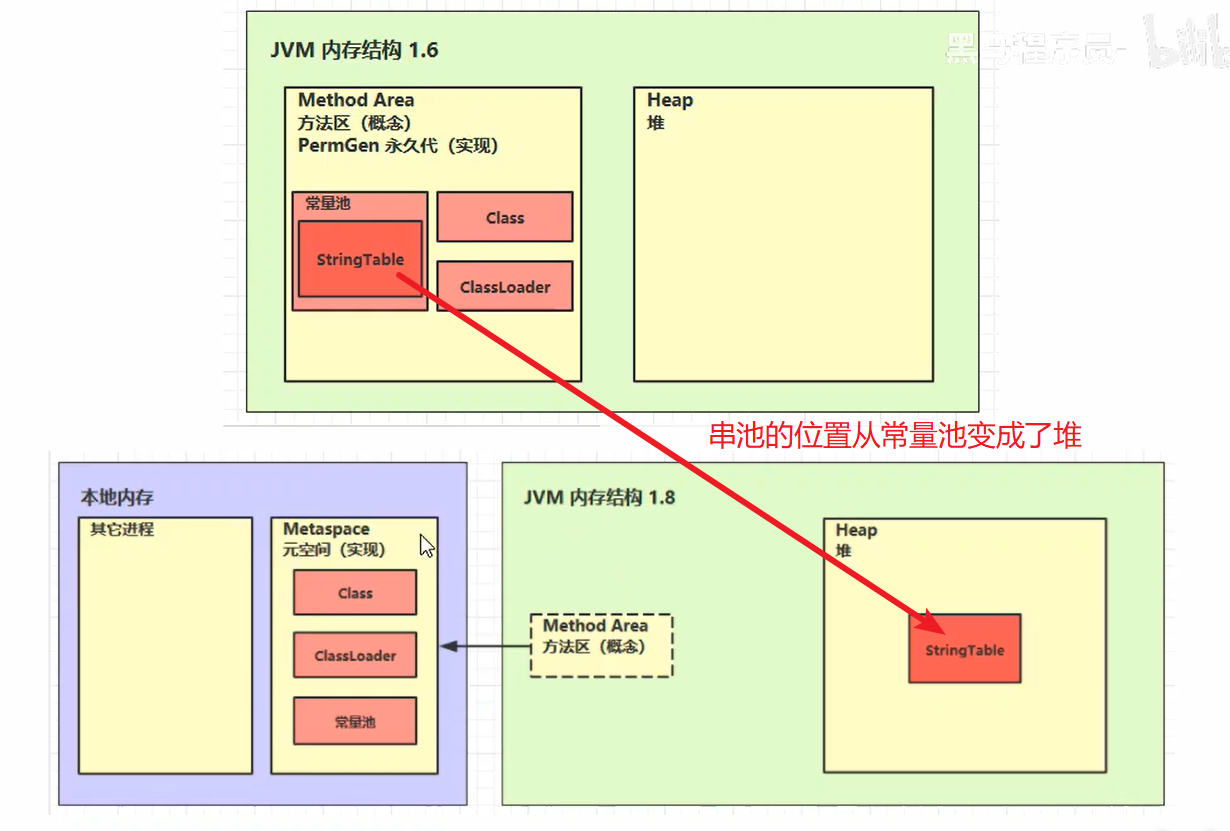 黑马程序员-
bilibili
JVM 内存结构 1.6
Method Area
方法区（概念）
PermGen 永久代（实现）
常量池
StringTable
Class
ClassLoader
Heap
堆
串池的位置从常量池变成了堆
本地内存
其它进程
Metaspace
元空间（实现）
Class
ClassLoader
常量池
JVM 内存结构 1.8
Method Area
方法区（概念）
Heap
堆
StringTable